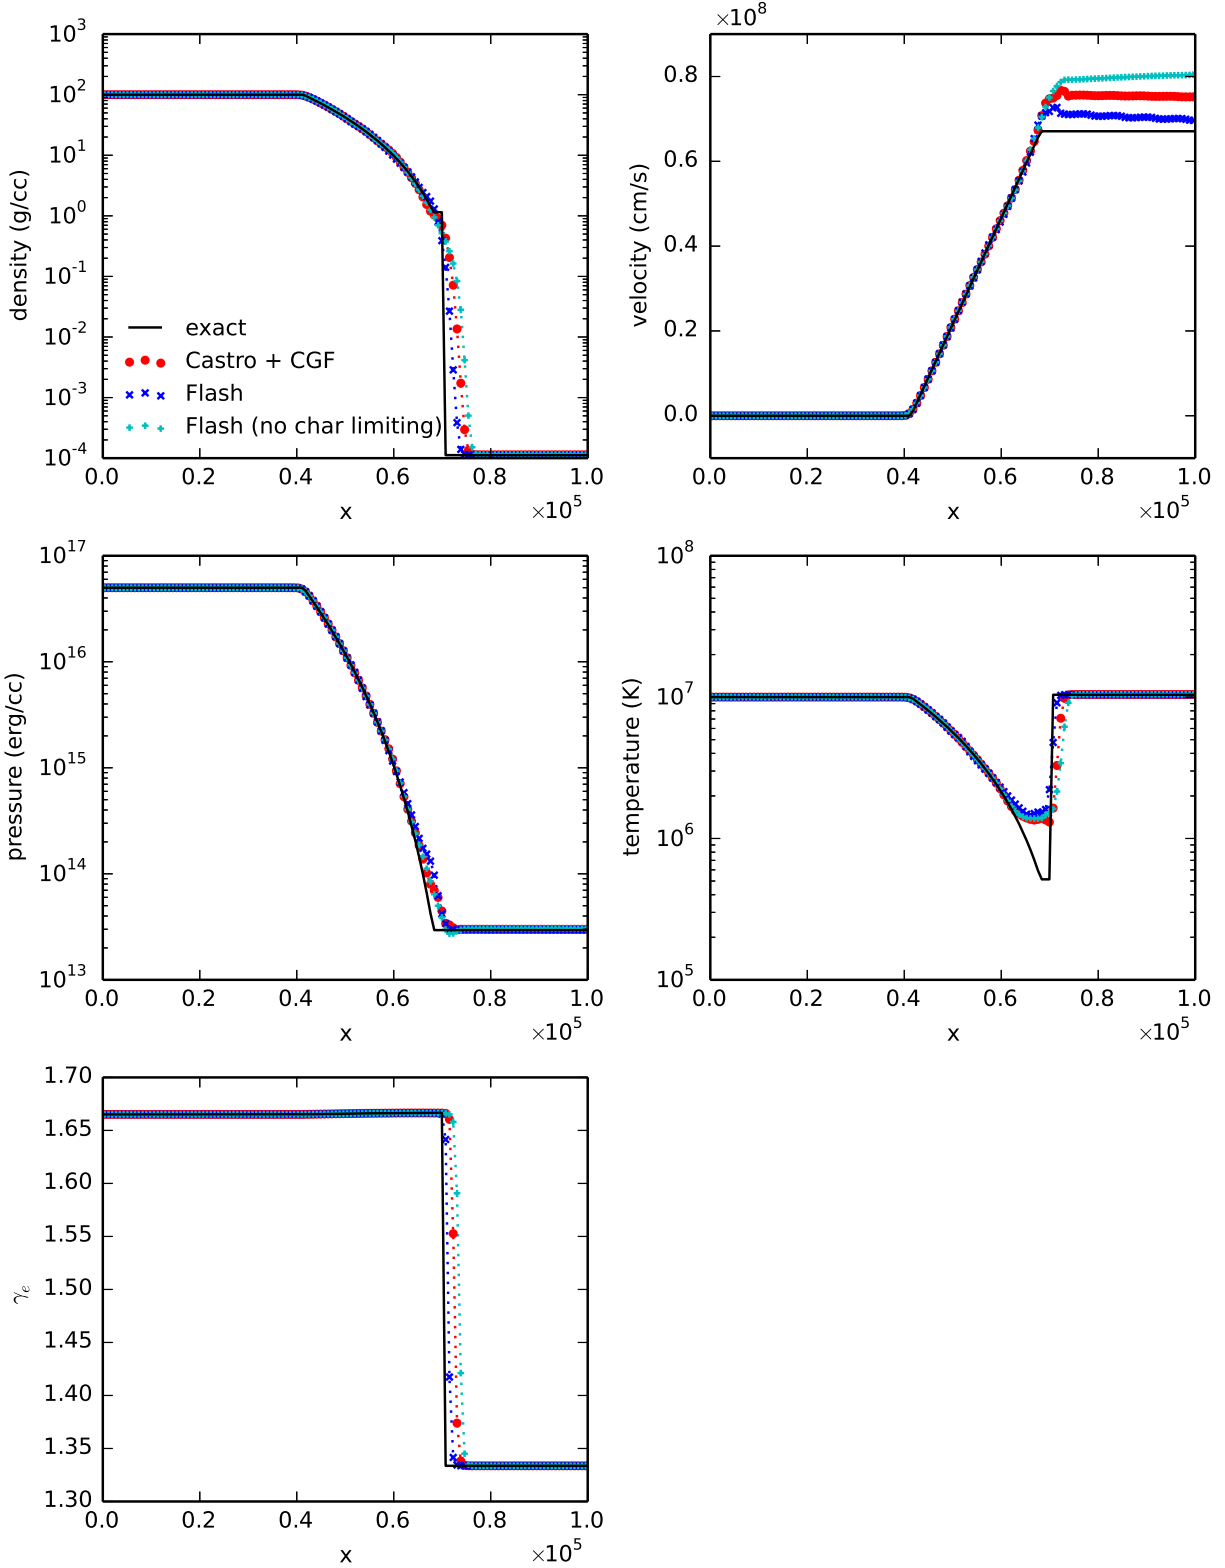 10^3
10^2
10^1
10^0
10^-1
10^-2
10^-3
10^-4
density (g/cc)
exact
Castro + CGF
Flash
Flash (no char limiting)
0.0 0.2 0.4 0.6 0.8 1.0
x
×10^5
×10^8
0.8
0.6
0.4
0.2
0.0
velocity (cm/s)
0.0 0.2 0.4 0.6 0.8 1.0
x
×10^5
10^17
10^16
10^15
10^14
10^13
pressure (erg/cc)
0.0 0.2 0.4 0.6 0.8 1.0
x
×10^5
10^8
10^7
10^6
10^5
temperature (K)
0.0 0.2 0.4 0.6 0.8 1.0
x
×10^5
1.70
1.65
1.60
1.55
1.50
1.45
1.40
1.35
1.30
γ_e
0.0 0.2 0.4 0.6 0.8 1.0
x
×10^5